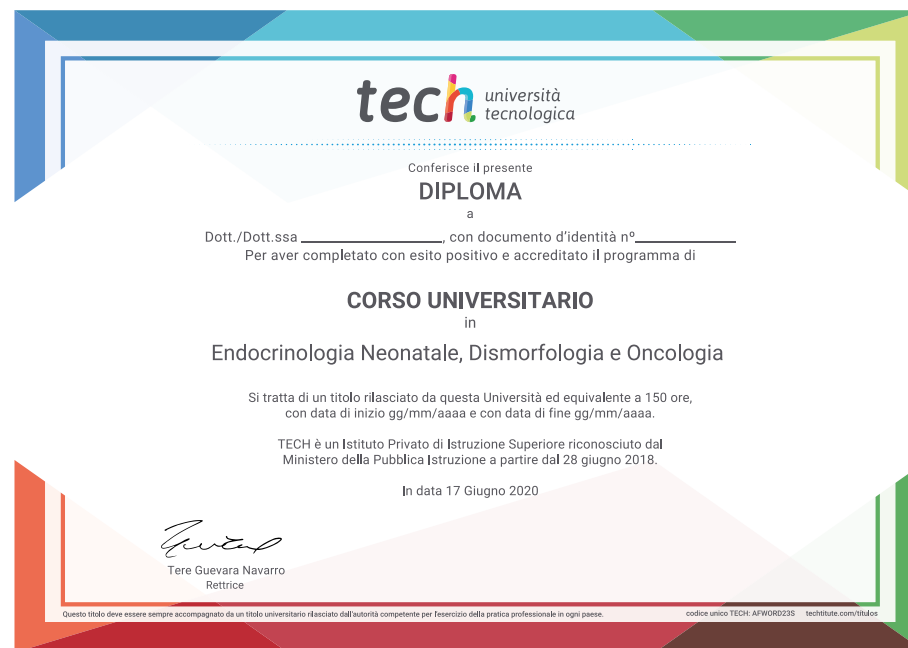 tech università
tecnologica
Conferisce il presente
DIPLOMA
a
Dott./Dott.ssa ________________, con documento d'identità nº____________
Per aver completato con esito positivo e accreditato il programma di
CORSO UNIVERSITARIO
in
Endocrinologia Neonatale, Dismorfologia e Oncologia
Si tratta di un titolo rilasciato da questa Università ed equivalente a 150 ore,
con data di inizio gg/mm/aaaa e con data di fine gg/mm/aaaa.
TECH è un Istituto Privato di Istruzione Superiore riconosciuto dal
Ministero della Pubblica Istruzione a partire dal 28 giugno 2018.
In data 17 Giugno 2020
Tere Guevara Navarro
Rettrice
Questo titolo deve essere sempre accompagnato da un titolo universitario rilasciato dall'autorità competente per l'esercizio della pratica professionale in ogni paese.
codice unico TECH: AFWORD23S techtitute.com/titulos